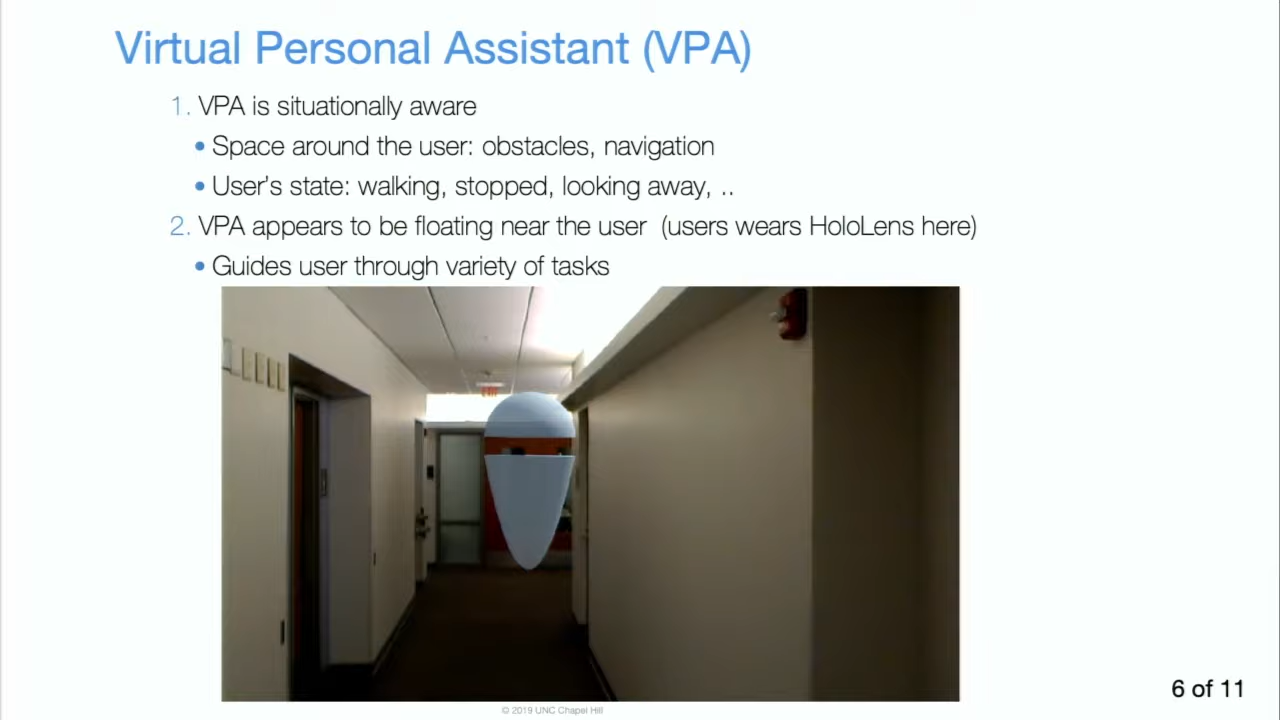 Virtual Personal Assistant (VPA)
1. VPA is situationally aware
• Space around the user: obstacles, navigation
• User's state: walking, stopped, looking away, ..
2. VPA appears to be floating near the user (users wears HoloLens here)
• Guides user through variety of tasks
© 2019 UNC Chapel Hill
6 of 11